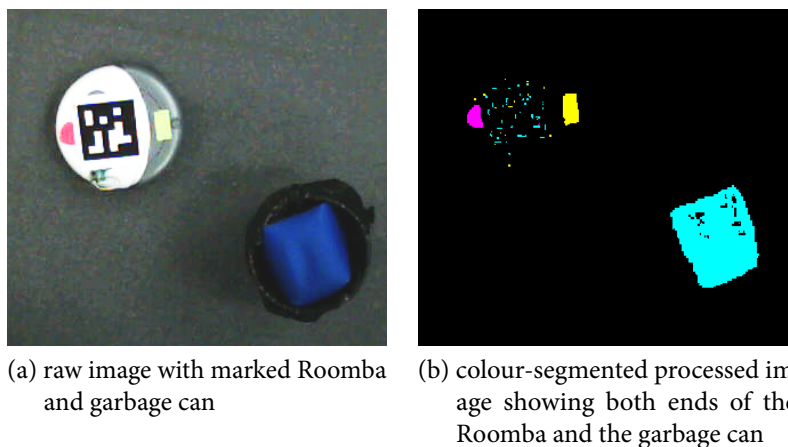 (a) raw image with marked Roomba
and garbage can
(b) colour-segmented processed im
age showing both ends of the
Roomba and the garbage can